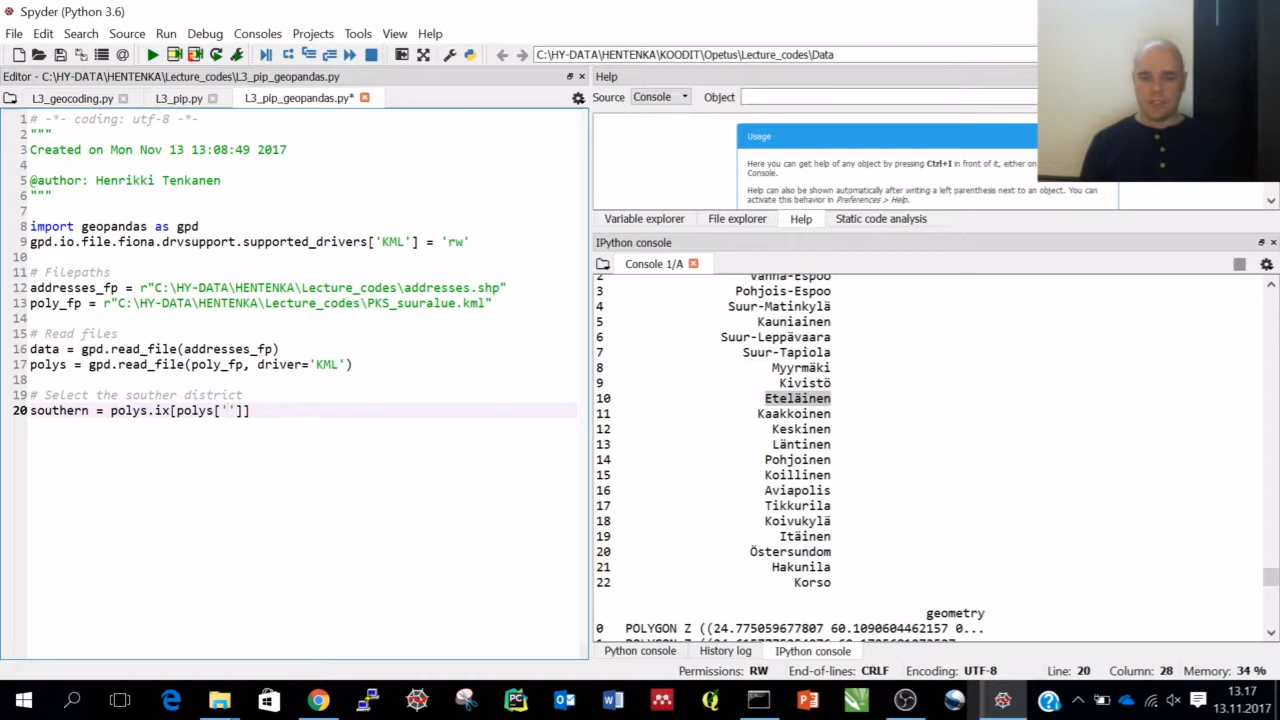 Spyder (Python 3.6)
File Edit Search Source Run Debug Consoles Projects Tools View Help
C:\HY-DATA\HENTENKA\KOODIT\Opetus\Lecture_codes\Data
Editor - C:\HY-DATA\HENTENKA\Lecture_codes\L3_pip_geopandas.py
L3_geocoding.py L3_pip.py L3_pip_geopandas.py*
1 # -*- coding: utf-8 -*-
2 """
3 Created on Mon Nov 13 13:08:49 2017
4
5 @author: Henrikki Tenkanen
6 """
7
8 import geopandas as gpd
9 gpd.io.file.fiona.drvsupport.supported_drivers['KML'] = 'rw'
10
11 # Filepaths
12 addresses_fp = r"C:\HY-DATA\HENTENKA\Lecture_codes\addresses.shp"
13 poly_fp = r"C:\HY-DATA\HENTENKA\Lecture_codes\PKS_suuralue.kml"
14
15 # Read files
16 data = gpd.read_file(addresses_fp)
17 polys = gpd.read_file(poly_fp, driver='KML')
18
19 # Select the souther district
20 southern = polys.ix[polys['']]
Help
Source Console Object
Usage
Here you can get help of any object by pressing Ctrl+I in front of it, either on
Console.
Help can also be shown automatically after writing a left parenthesis next to an object. You can
activate this behavior in Preferences > Help.
Variable explorer File explorer Help Static code analysis
IPython console
Console 1/A
2 Vanha-Espoo
3 Pohjois-Espoo
4 Suur-Matinkylä
5 Kauniainen
6 Suur-Leppävaara
7 Suur-Tapiola
8 Myyrmäki
9 Kivistö
10 Eteläinen
11 Kaakkoinen
12 Keskinen
13 Läntinen
14 Pohjoinen
15 Koillinen
16 Aviapolis
17 Tikkurila
18 Koivukylä
19 Itäinen
20 Östersundom
21 Hakunila
22 Korso
geometry
0 POLYGON Z ((24.775059677807 60.1090604462157 0...
Python console History log IPython console
Permissions: RW End-of-lines: CRLF Encoding: UTF-8 Line: 20 Column: 28 Memory: 34 %
13.17
13.11.2017